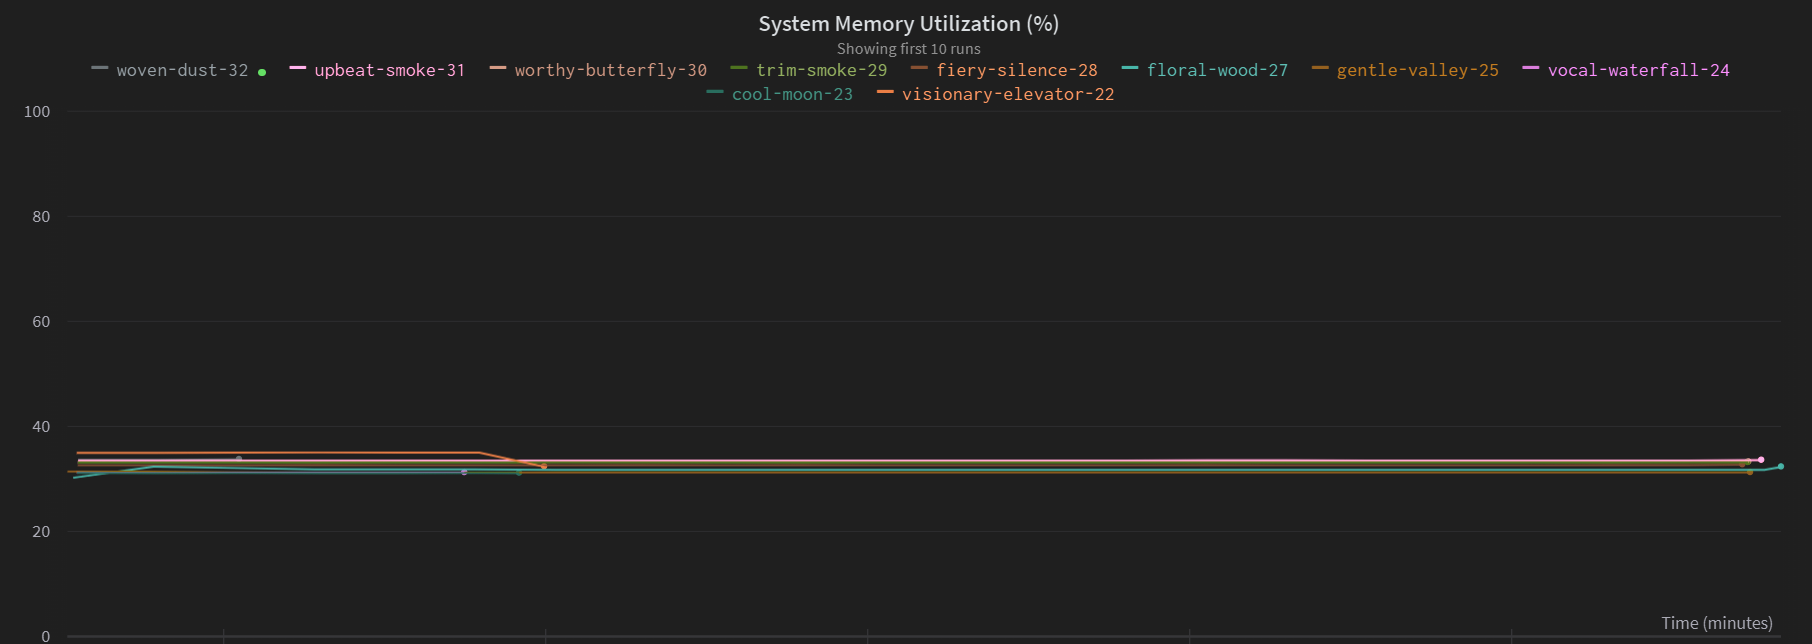 System Memory Utilization (%)
Showing first 10 runs
woven-dust-32 upbeat-smoke-31 worthy-butterfly-30 trim-smoke-29 fiery-silence-28 floral-wood-27 gentle-valley-25 vocal-waterfall-24
cool-moon-23 visionary-elevator-22
100
80
60
40
20
Time (minutes)
0